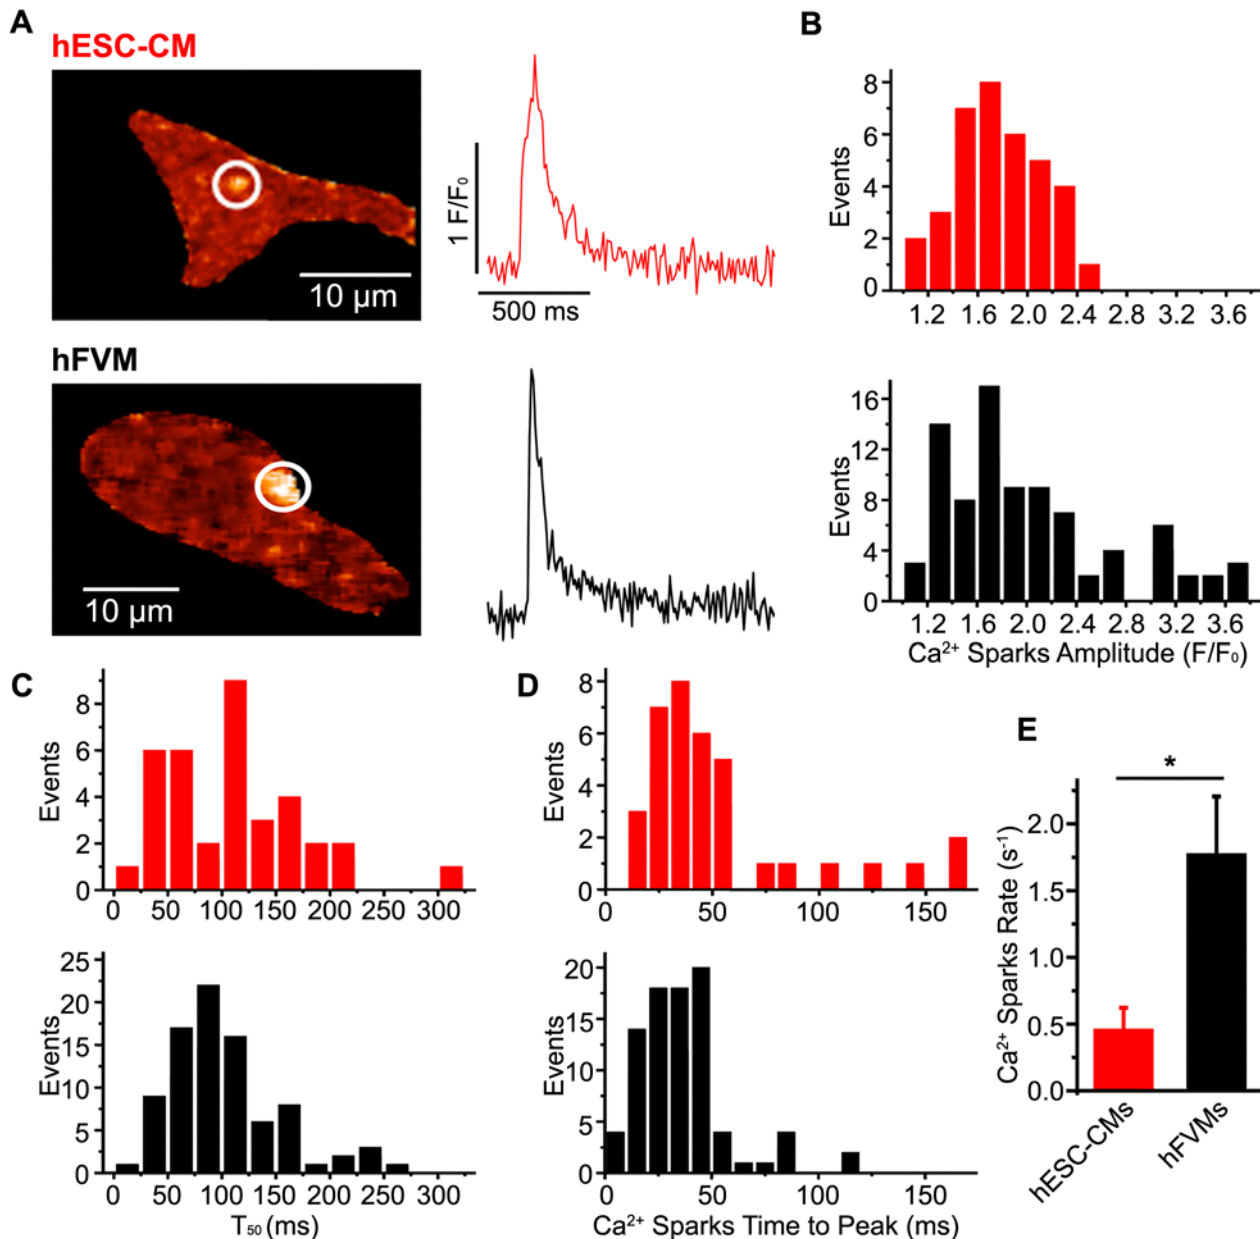 A
hESC-CM
10 µm
1 F/F₀
500 ms
hFVM
10 µm
B
Events
8
6
4
2
0
1.2 1.6 2.0 2.4 2.8 3.2 3.6
Events
16
12
8
4
0
1.2 1.6 2.0 2.4 2.8 3.2 3.6
Ca²⁺ Sparks Amplitude (F/F₀)
C
Events
8
6
4
2
0
0 50 100 150 200 250 300
Events
25
20
15
10
5
0
0 50 100 150 200 250 300
T₅₀ (ms)
D
Events
8
6
4
2
0
0 50 100 150
Events
20
15
10
5
0
0 50 100 150
Ca²⁺ Sparks Time to Peak (ms)
E
*
Ca²⁺ Sparks Rate (s⁻¹)
2.0
1.5
1.0
0.5
0.0
hESC-CMs
hFVMs